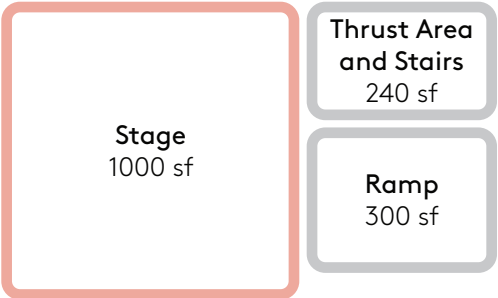 Stage
1000 sf
Thrust Area
and Stairs
240 sf
Ramp
300 sf